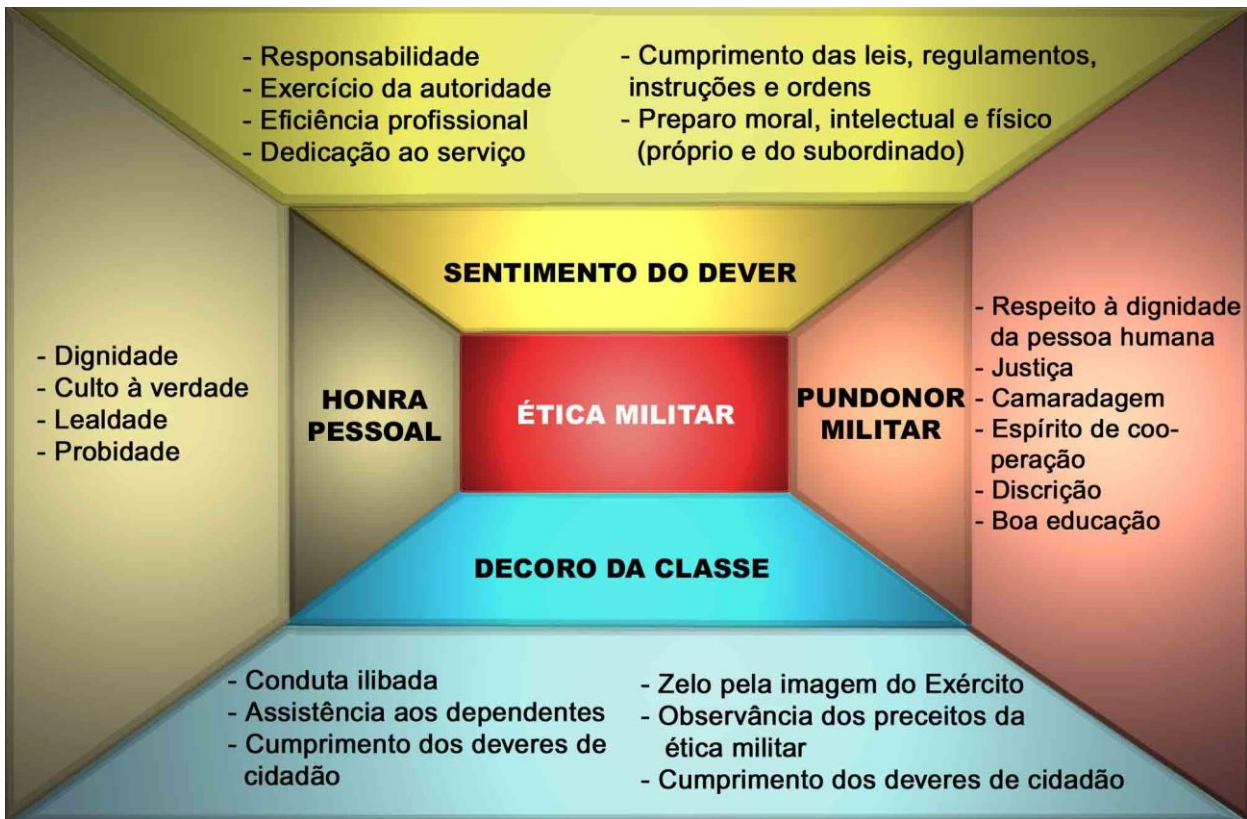 - Responsabilidade
- Exercício da autoridade
- Eficiência profissional
- Dedicação ao serviço
- Cumprimento das leis, regulamentos,
instruções e ordens
- Preparo moral, intelectual e físico
(próprio e do subordinado)
SENTIMENTO DO DEVER
- Dignidade
- Culto à verdade
- Lealdade
- Probidade
HONRA
PESSOAL
ÉTICA MILITAR
PUNDONOR
MILITAR
- Respeito à dignidade
da pessoa humana
- Justiça
- Camaradagem
- Espírito de coo-
peração
- Discrição
- Boa educação
DECORO DA CLASSE
- Conduta ilibada
- Assistência aos dependentes
- Cumprimento dos deveres de
cidadão
- Zelo pela imagem do Exército
- Observância dos preceitos da
ética militar
- Cumprimento dos deveres de cidadão